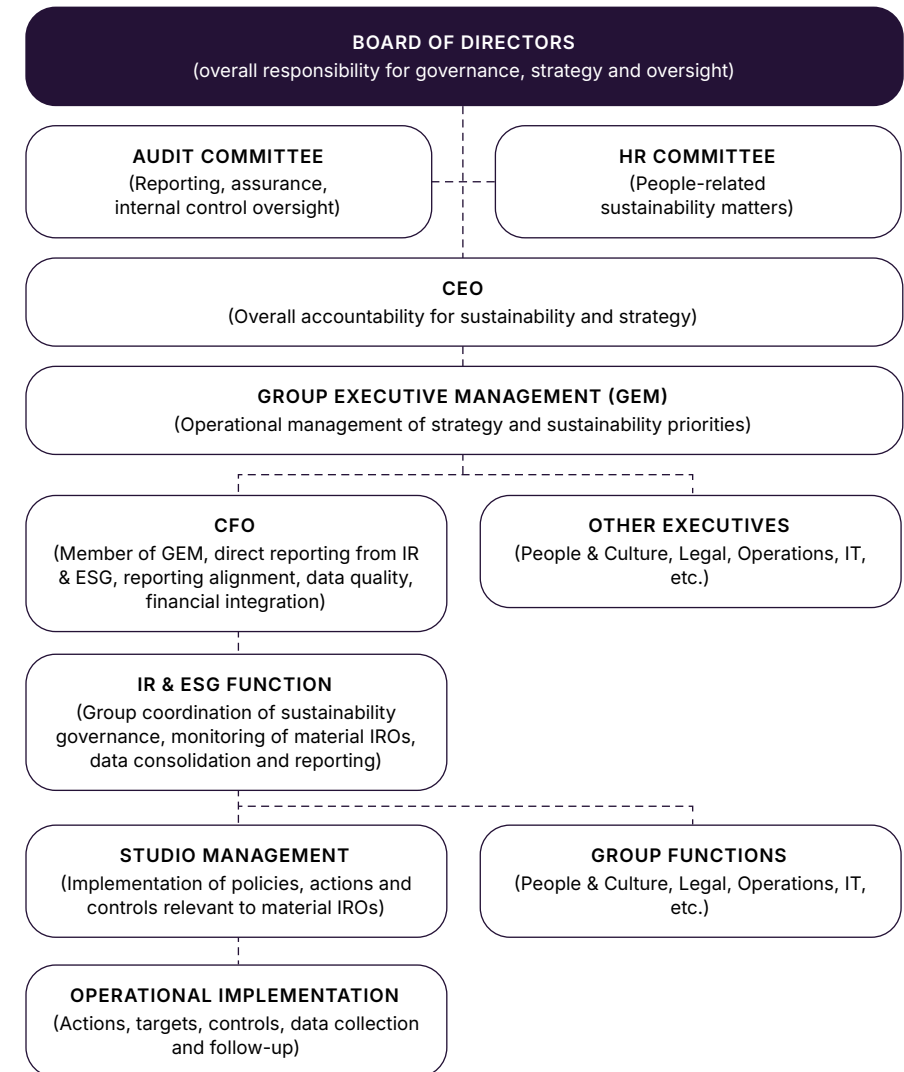 BOARD OF DIRECTORS
(overall responsibility for governance, strategy and oversight)
AUDIT COMMITTEE
(Reporting, assurance,
internal control oversight)
HR COMMITTEE
(People-related
sustainability matters)
CEO
(Overall accountability for sustainability and strategy)
GROUP EXECUTIVE MANAGEMENT (GEM)
(Operational management of strategy and sustainability priorities)
CFO
(Member of GEM, direct reporting from IR
& ESG, reporting alignment, data quality,
financial integration)
OTHER EXECUTIVES
(People & Culture, Legal, Operations, IT,
etc.)
IR & ESG FUNCTION
(Group coordination of sustainability
governance, monitoring of material IROs,
data consolidation and reporting)
STUDIO MANAGEMENT
(Implementation of policies, actions and
controls relevant to material IROs)
GROUP FUNCTIONS
(People & Culture, Legal, Operations, IT,
etc.)
OPERATIONAL IMPLEMENTATION
(Actions, targets, controls, data collection
and follow-up)